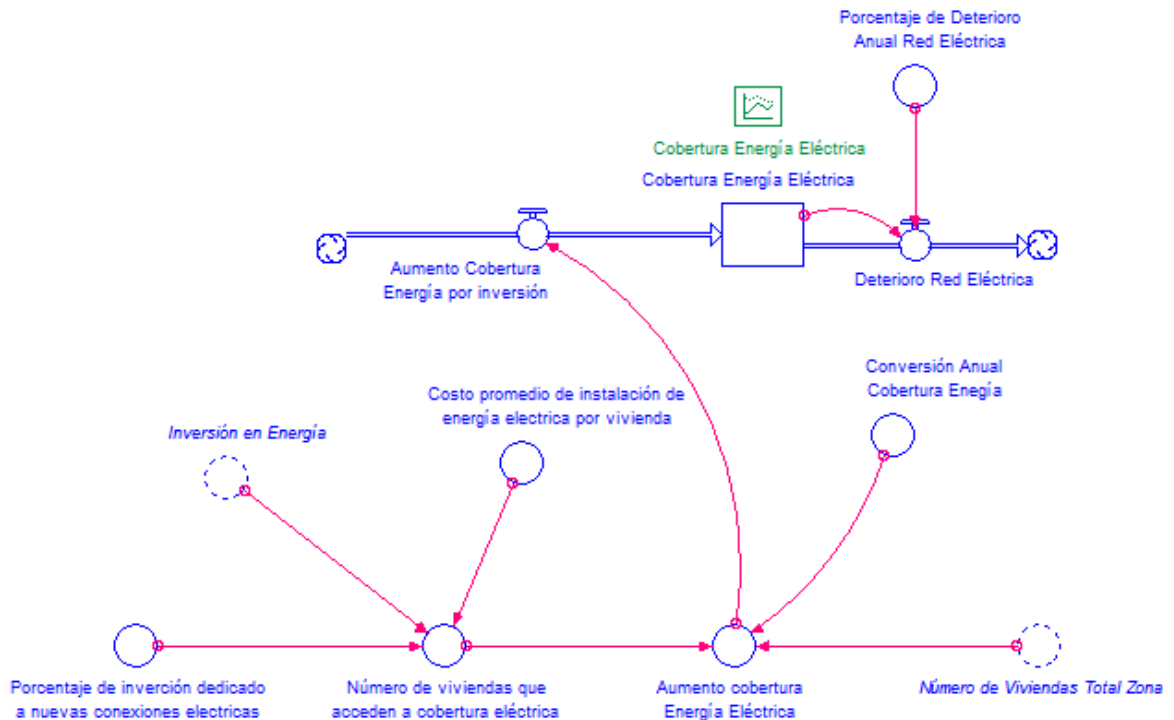 Porcentaje de Deterioro
Anual Red Eléctrica
Cobertura Energía Eléctrica
Cobertura Energía Eléctrica
Aumento Cobertura
Energía por inversión
Deterioro Red Eléctrica
Conversión Anual
Cobertura Enegía
Costo promedio de instalación de
energía electrica por vivienda
Inversión en Energía
Porcentaje de inverción dedicado
a nuevas conexiones electricas
Número de viviendas que
acceden a cobertura eléctrica
Aumento cobertura
Energía Eléctrica
Número de Viviendas Total Zona